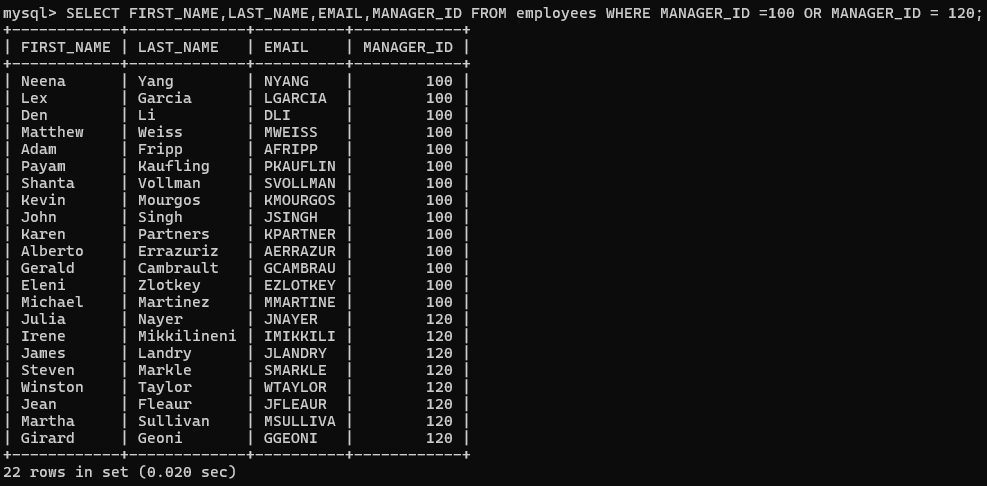 mysql> SELECT FIRST_NAME,LAST_NAME,EMAIL,MANAGER_ID FROM employees WHERE MANAGER_ID =100 OR MANAGER_ID = 120;
+------------+-------------+----------+------------+
| FIRST_NAME | LAST_NAME   | EMAIL    | MANAGER_ID |
+------------+-------------+----------+------------+
| Neena      | Yang        | NYANG    |        100 |
| Lex        | Garcia      | LGARCIA  |        100 |
| Den        | Li          | DLI      |        100 |
| Matthew    | Weiss       | MWEISS   |        100 |
| Adam       | Fripp       | AFRIPP   |        100 |
| Payam      | Kaufling    | PKAUFLIN |        100 |
| Shanta     | Vollman     | SVOLLMAN |        100 |
| Kevin      | Mourgos     | KMOURGOS |        100 |
| John       | Singh       | JSINGH   |        100 |
| Karen      | Partners    | KPARTNER |        100 |
| Alberto    | Errazuriz   | AERRAZUR |        100 |
| Gerald     | Cambrault   | GCAMBRAU |        100 |
| Eleni      | Zlotkey     | EZLOTKEY |        100 |
| Michael    | Martinez    | MMARTINE |        100 |
| Julia      | Nayer       | JNAYER   |        120 |
| Irene      | Mikkilineni | IMIKKILI |        120 |
| James      | Landry      | JLANDRY  |        120 |
| Steven     | Markle      | SMARKLE  |        120 |
| Winston    | Taylor      | WTAYLOR  |        120 |
| Jean       | Fleaur      | JFLEAUR  |        120 |
| Martha     | Sullivan    | MSULLIVA |        120 |
| Girard     | Geoni       | GGEONI   |        120 |
+------------+-------------+----------+------------+
22 rows in set (0.020 sec)